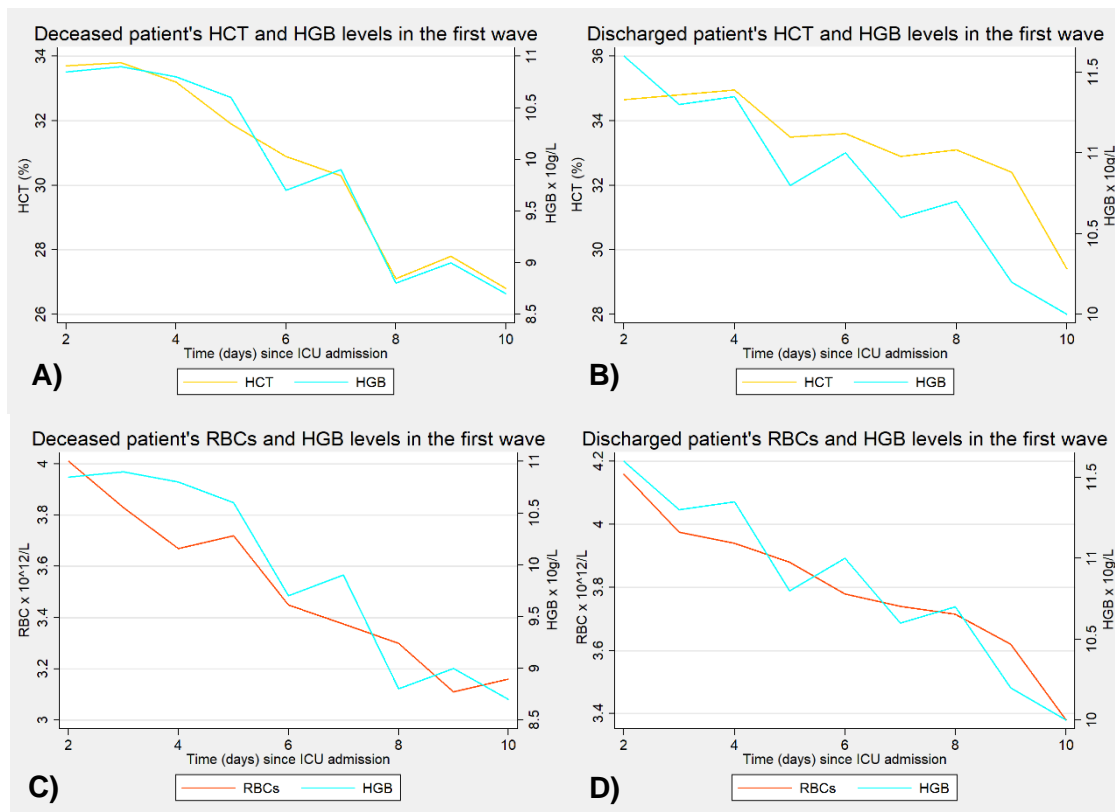 Deceased patient's HCT and HGB levels in the first wave
34
32
30
28
26
HCT (%)
11
10.5
10
9.5
9
8.5
HGB x 10g/L
2
4
6
8
10
Time (days) since ICU admission
A)
HCT
HGB
Discharged patient's HCT and HGB levels in the first wave
36
34
32
30
28
HCT (%)
11.5
11
10.5
10
HGB x 10g/L
2
4
6
8
10
Time (days) since ICU admission
B)
HCT
HGB
Deceased patient's RBCs and HGB levels in the first wave
4
3.8
3.6
3.4
3.2
3
RBC x 10^12/L
11
10.5
10
9.5
9
8.5
HGB x 10g/L
2
4
6
8
10
Time (days) since ICU admission
C)
RBCs
HGB
Discharged patient's RBCs and HGB levels in the first wave
4.2
4
3.8
3.6
3.4
RBC x 10^12/L
11.5
11
10.5
10
HGB x 10g/L
2
4
6
8
10
Time (days) since ICU admission
D)
RBCs
HGB